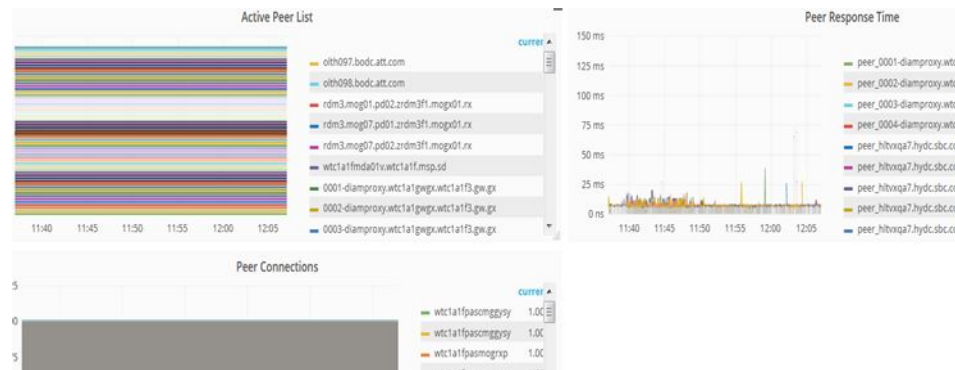 Active Peer List
current
olth097.bodc.att.com
olth098.bodc.att.com
rdm3.mog01.pd02.zrdm3f1.mogx01.rx
rdm3.mog07.pd01.zrdm3f1.mogx01.rx
rdm3.mog07.pd02.zrdm3f1.mogx01.rx
wtc1a1fmda01v.wtc1a1f.msp.sd
0001-diamproxy.wtc1a1gwgx.wtc1a1f3.gw.gx
0002-diamproxy.wtc1a1gwgx.wtc1a1f3.gw.gx
0003-diamproxy.wtc1a1gwgx.wtc1a1f3.gw.gx
11:40 11:45 11:50 11:55 12:00 12:05
Peer Response Time
150 ms
125 ms
100 ms
75 ms
50 ms
25 ms
0 ns
11:40 11:45 11:50 11:55 12:00 12:05
peer_0001-diamproxy.wtc
peer_0002-diamproxy.wtc
peer_0003-diamproxy.wtc
peer_0004-diamproxy.wtc
peer_hltvxqa7.hydc.sbc.co
peer_hltvxqa7.hydc.sbc.co
peer_hltvxqa7.hydc.sbc.co
peer_hltvxqa7.hydc.sbc.co
peer_hltvxqa7.hydc.sbc.co
Peer Connections
current
wtc1a1fpascmggysy 1.00
wtc1a1fpascmggysy 1.00
wtc1a1fpasmogrxp 1.00